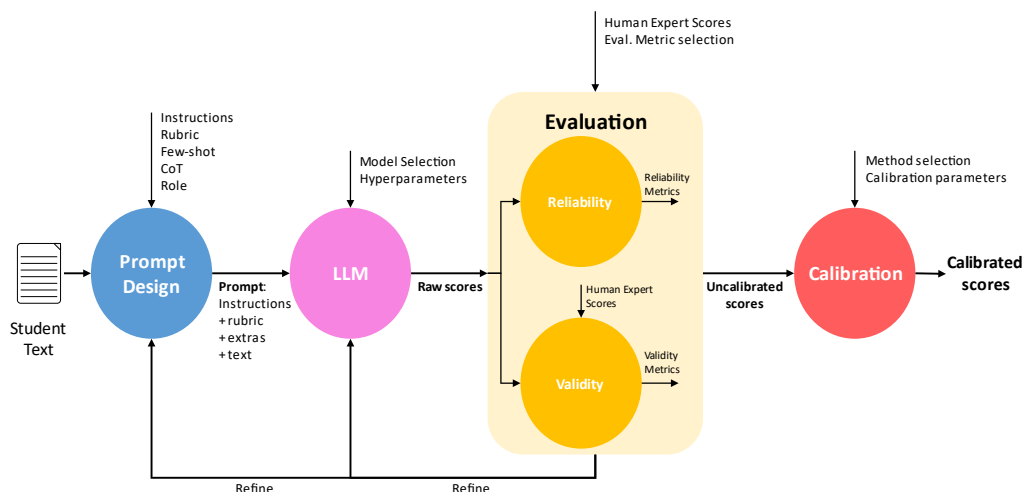 Human Expert Scores
Eval. Metric selection
Evaluation
Instructions
Rubric
Few-shot
CoT
Role
Model Selection
Hyperparameters
Reliability
Reliability
Metrics
Method selection
Calibration parameters
Student
Text
Prompt
Design
Prompt:
Instructions
+ rubric
+ extras
+ text
LLM
Raw scores
Human Expert
Scores
Validity
Validity
Metrics
Uncalibrated
scores
Calibration
Calibrated
scores
Refine
Refine